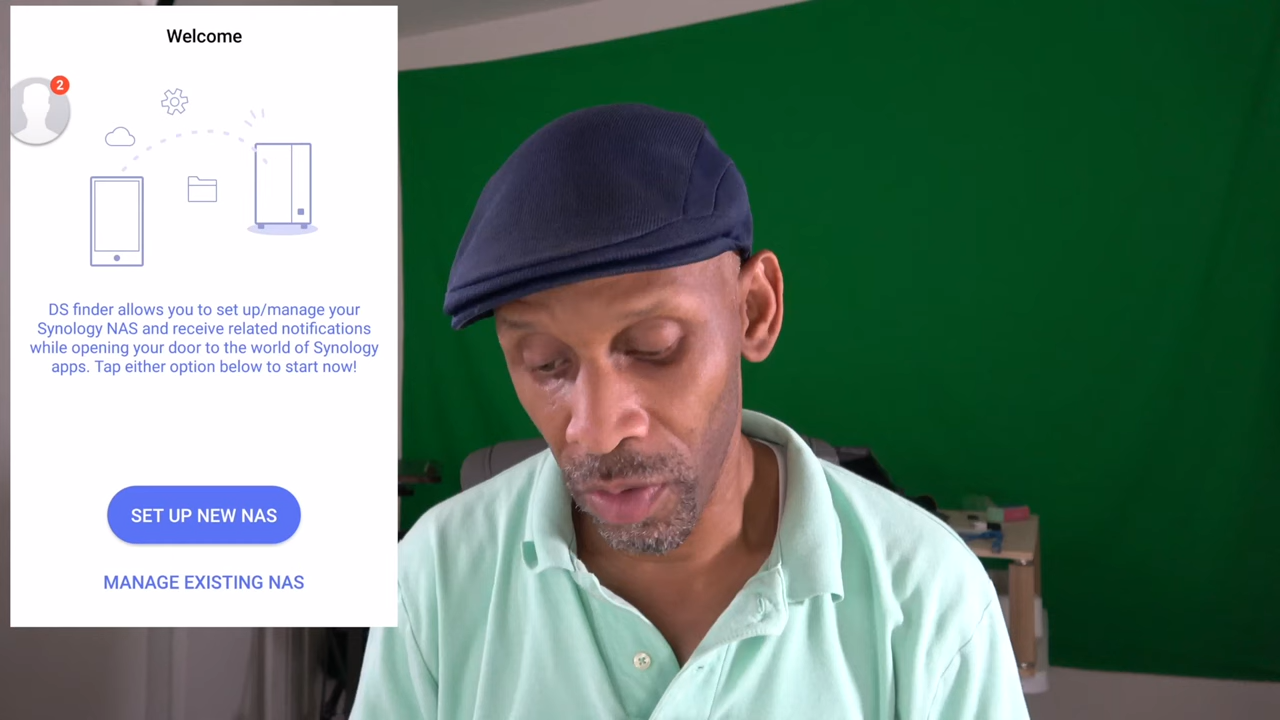 Welcome
2
DS finder allows you to set up/manage your
Synology NAS and receive related notifications
while opening your door to the world of Synology
apps. Tap either option below to start now!
SET UP NEW NAS
MANAGE EXISTING NAS